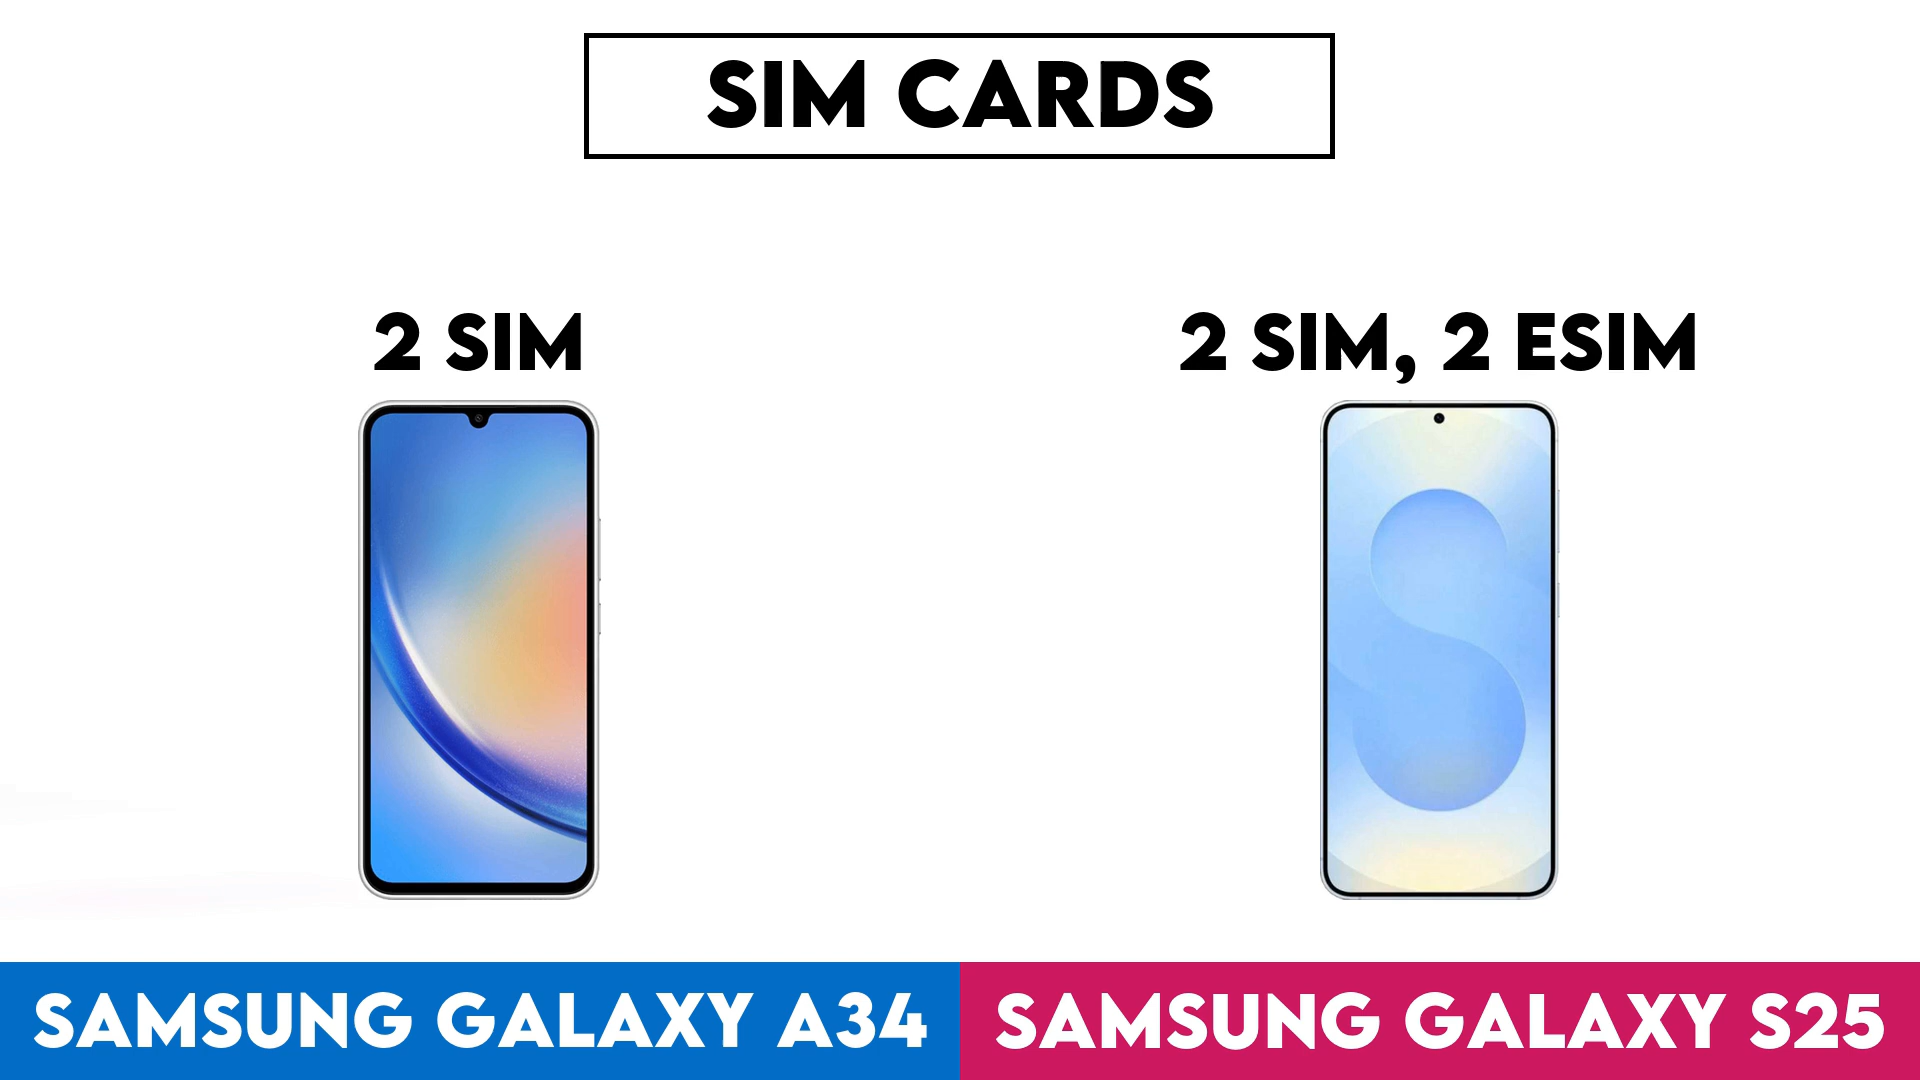 SIM CARDS
2 SIM
2 SIM, 2 ESIM
SAMSUNG GALAXY A34
SAMSUNG GALAXY S25